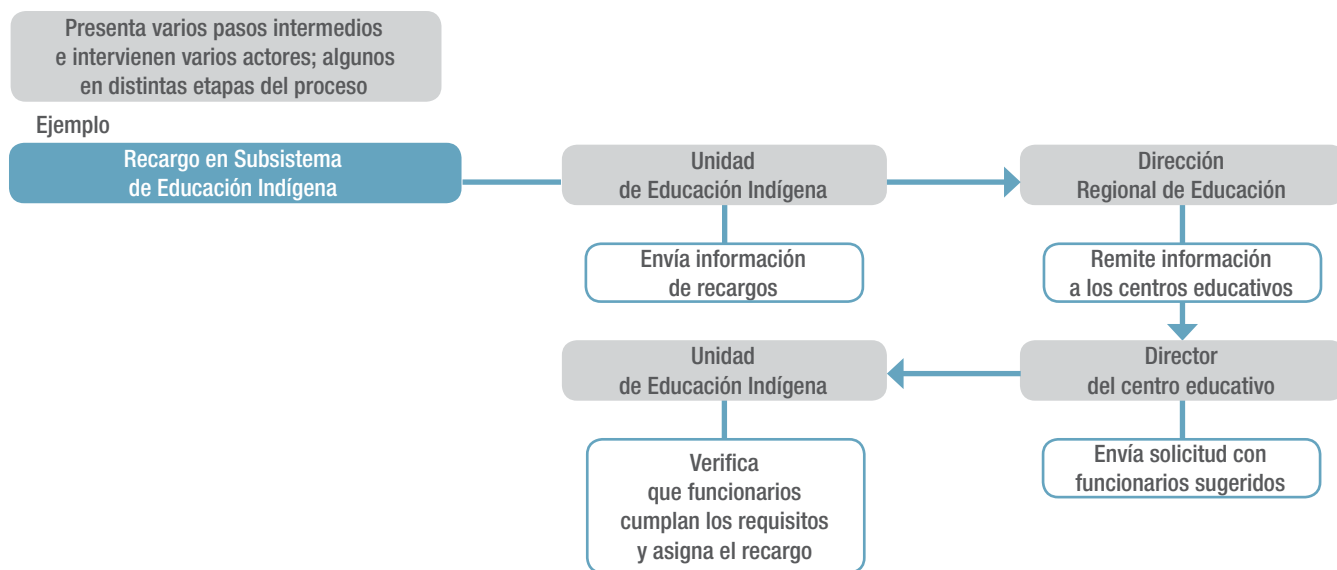 Presenta varios pasos intermedios
e intervienen varios actores; algunos
en distintas etapas del proceso
Ejemplo
Recargo en Subsistema
de Educación Indígena
Unidad
de Educación Indígena
Envía información
de recargos
Dirección
Regional de Educación
Remite información
a los centros educativos
Director
del centro educativo
Envía solicitud con
funcionarios sugeridos
Unidad
de Educación Indígena
Verifica
que funcionarios
cumplan los requisitos
y asigna el recargo